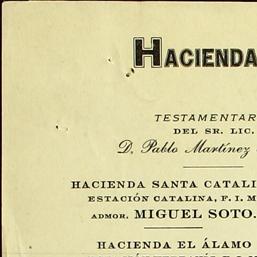 HACIENDA
TESTAMENTAR
DEL SR. LIC.
D. Pablo Martínez
HACIENDA SANTA CATALI
ESTACIÓN CATALINA, F. I. M
ADMOR. MIGUEL SOTO.
HACIENDA EL ÁLAMO